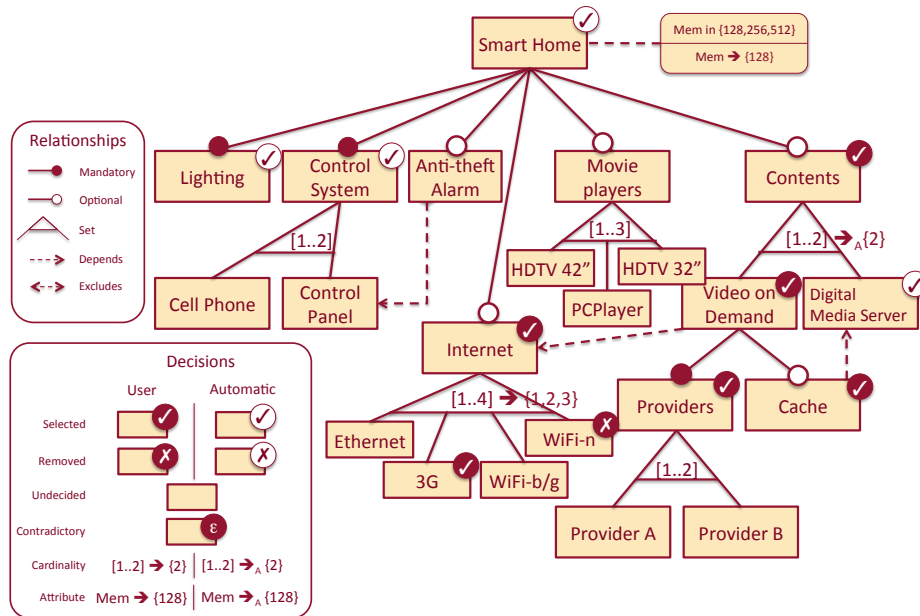 Smart Home
Mem in {128,256,512}
Mem ➔ {128}
Relationships
Mandatory
Optional
Set
Depends
Excludes
Lighting
Control
System
Anti-theft
Alarm
Movie
players
Contents
[1..2]
[1..3]
[1..2] ➔ A {2}
Cell Phone
Control
Panel
HDTV 42”
PCPlayer
HDTV 32”
Video on
Demand
Digital
Media Server
Internet
[1..4] ➔ {1,2,3}
Ethernet
3G
WiFi-b/g
WiFi-n
Providers
Cache
[1..2]
Provider A
Provider B
Decisions
User
Automatic
Selected
Removed
Undecided
Contradictory
ε
Cardinality
[1..2] ➔ {2}
[1..2] ➔ A {2}
Attribute
Mem ➔ {128}
Mem ➔ A {128}